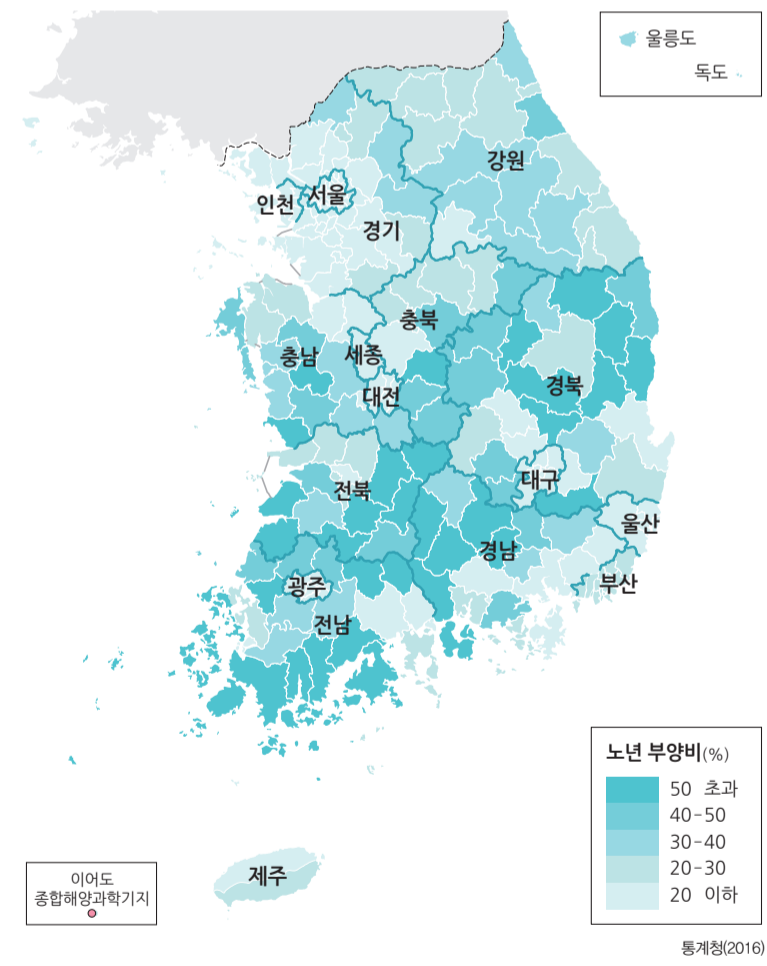 울릉도
독도
강원
서울
인천
경기
충북
충남
세종
경북
대전
대구
전북
울산
경남
광주
부산
전남
노년 부양비(%)
50 초과
40-50
30-40
20-30
20 이하
제주
이어도
종합해양과학기지
통계청(2016)